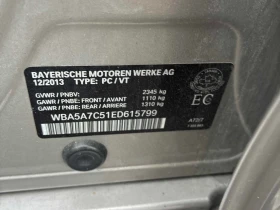 BAYERISCHE MOTOREN WERKE AG
12/2013 TYPE: PC / VT
GVWR / PNBV: 2345 kg
GAWR / PNBE: FRONT / AVANT 1110 kg
GAWR / PNBE: REAR / ARRIERE 1310 kg
EC
WBA5A7C51ED615799